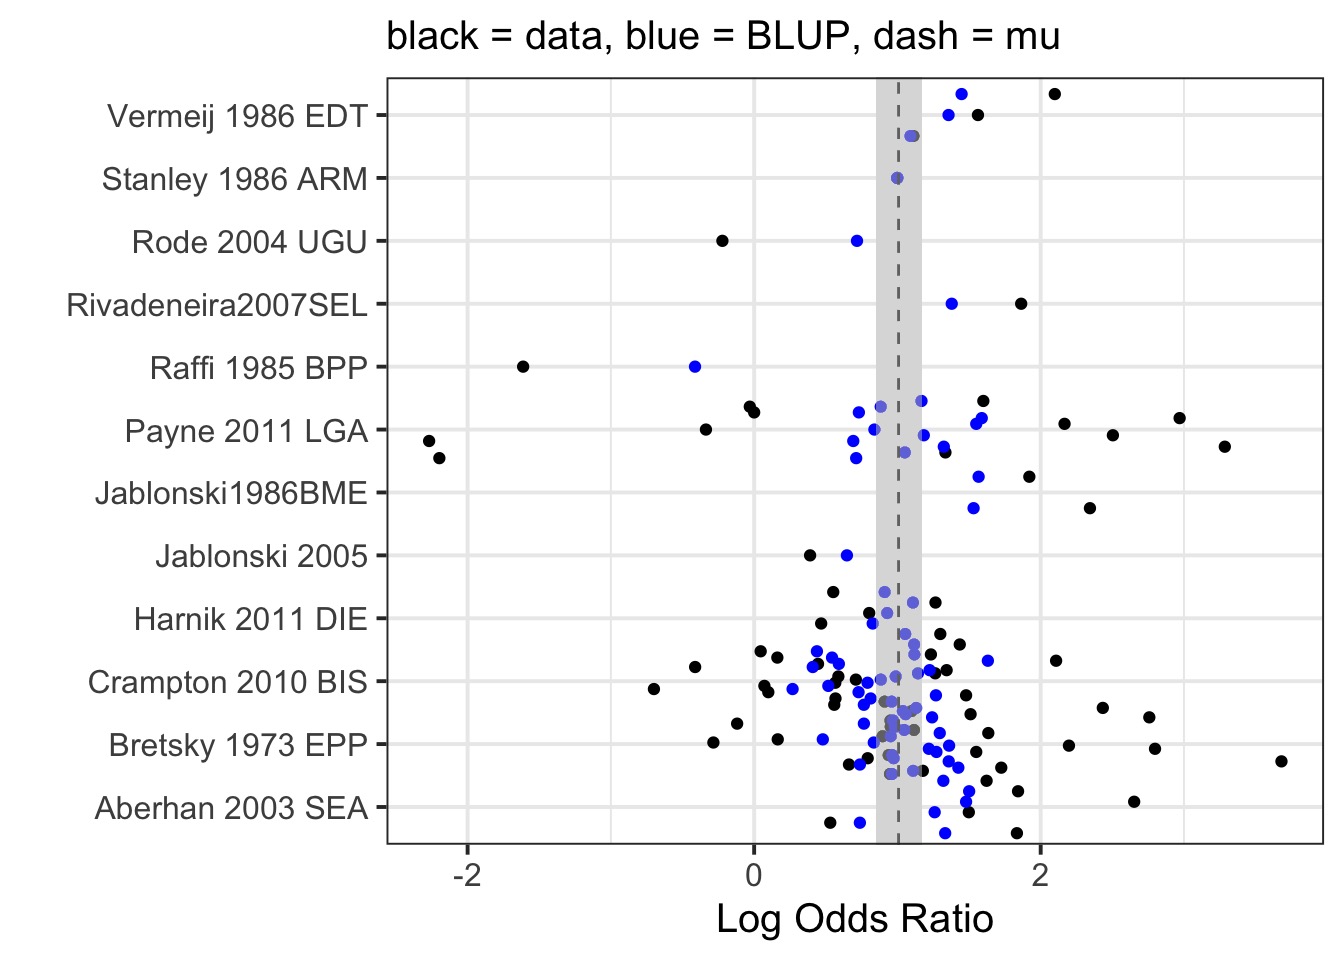 black = data, blue = BLUP, dash = mu
Vermeij 1986 EDT
Stanley 1986 ARM
Rode 2004 UGU
Rivadeneira2007SEL
Raffi 1985 BPP
Payne 2011 LGA
Jablonski1986BME
Jablonski 2005
Harnik 2011 DIE
Crampton 2010 BIS
Bretsky 1973 EPP
Aberhan 2003 SEA
-2 0 2
Log Odds Ratio